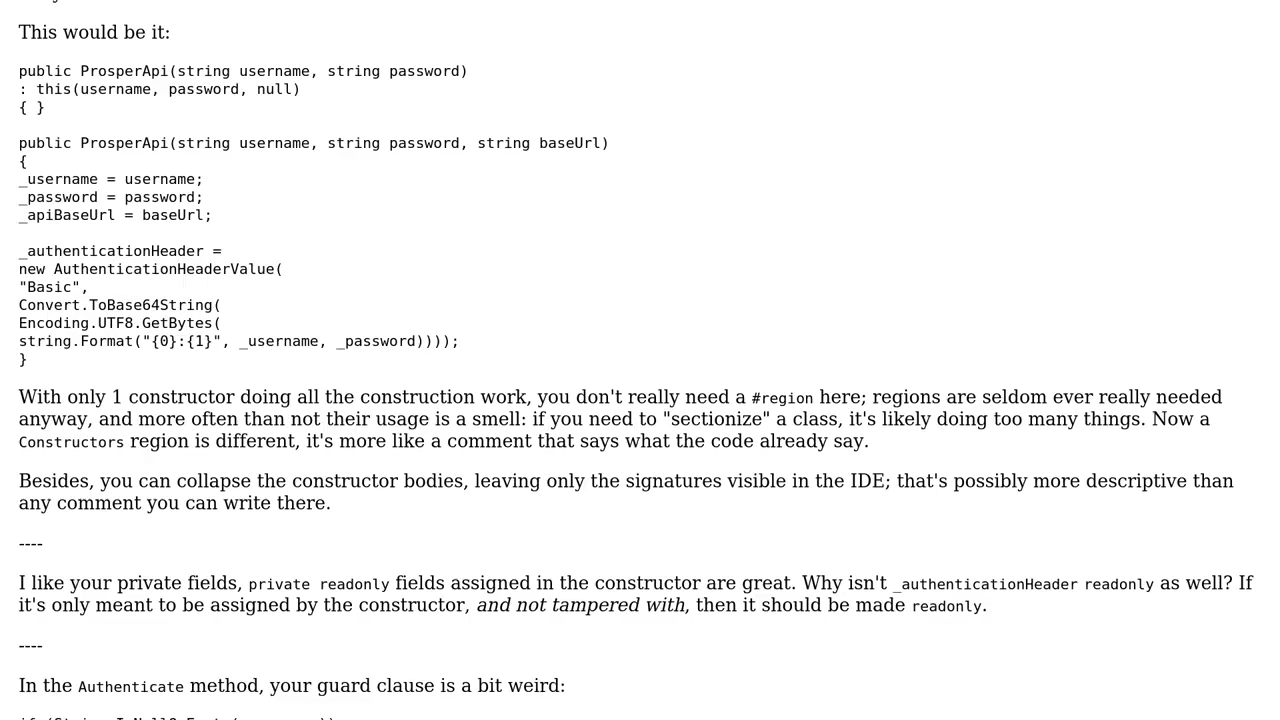 This would be it:
public ProsperApi(string username, string password)
: this(username, password, null)
{ }
public ProsperApi(string username, string password, string baseUrl)
{
_username = username;
_password = password;
_apiBaseUrl = baseUrl;
_authenticationHeader =
new AuthenticationHeaderValue(
"Basic",
Convert.ToBase64String(
Encoding.UTF8.GetBytes(
string.Format("{0}:{1}", _username, _password))));
}
With only 1 constructor doing all the construction work, you don't really need a #region here; regions are seldom ever really needed
anyway, and more often than not their usage is a smell: if you need to "sectionize" a class, it's likely doing too many things. Now a
Constructors region is different, it's more like a comment that says what the code already say.
Besides, you can collapse the constructor bodies, leaving only the signatures visible in the IDE; that's possibly more descriptive than
any comment you can write there.
----
I like your private fields, private readonly fields assigned in the constructor are great. Why isn't _authenticationHeader readonly as well? If
it's only meant to be assigned by the constructor, and not tampered with, then it should be made readonly.
----
In the Authenticate method, your guard clause is a bit weird: